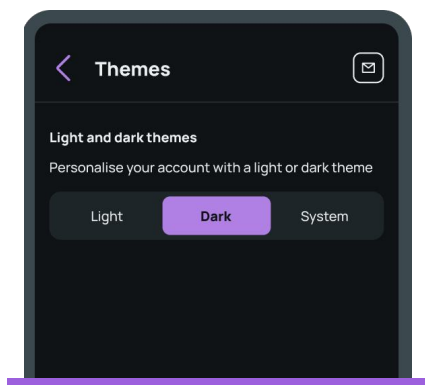 Themes
Light and dark themes
Personalise your account with a light or dark theme
Light Dark System